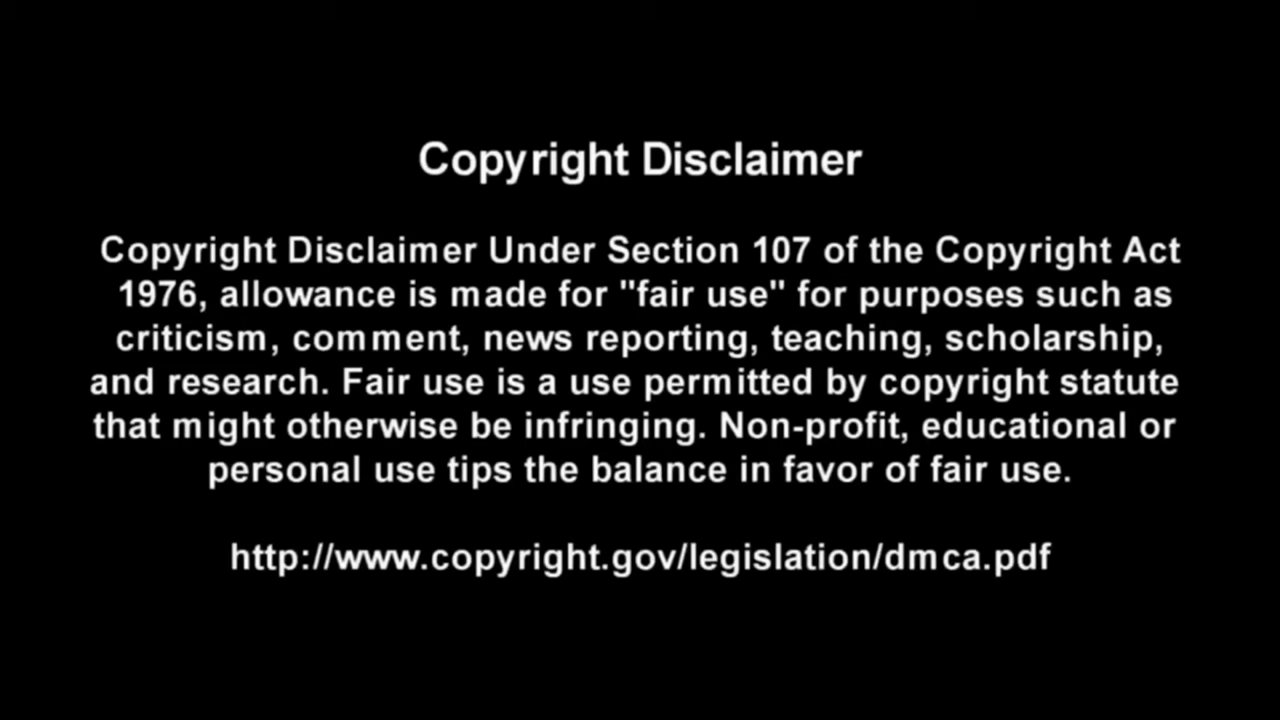 Copyright Disclaimer
Copyright Disclaimer Under Section 107 of the Copyright Act
1976, allowance is made for "fair use" for purposes such as
criticism, comment, news reporting, teaching, scholarship,
and research. Fair use is a use permitted by copyright statute
that might otherwise be infringing. Non-profit, educational or
personal use tips the balance in favor of fair use.
http://www.copyright.gov/legislation/dmca.pdf